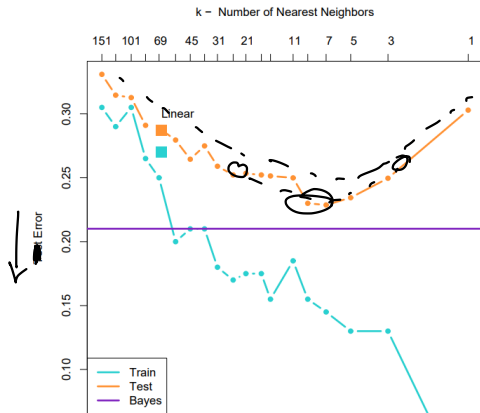 k − Number of Nearest Neighbors
151 101 69 45 31 21 11 7 5 3 1
0.30
Linear
0.25
Error
0.20
0.15
0.10
Train
Test
Bayes